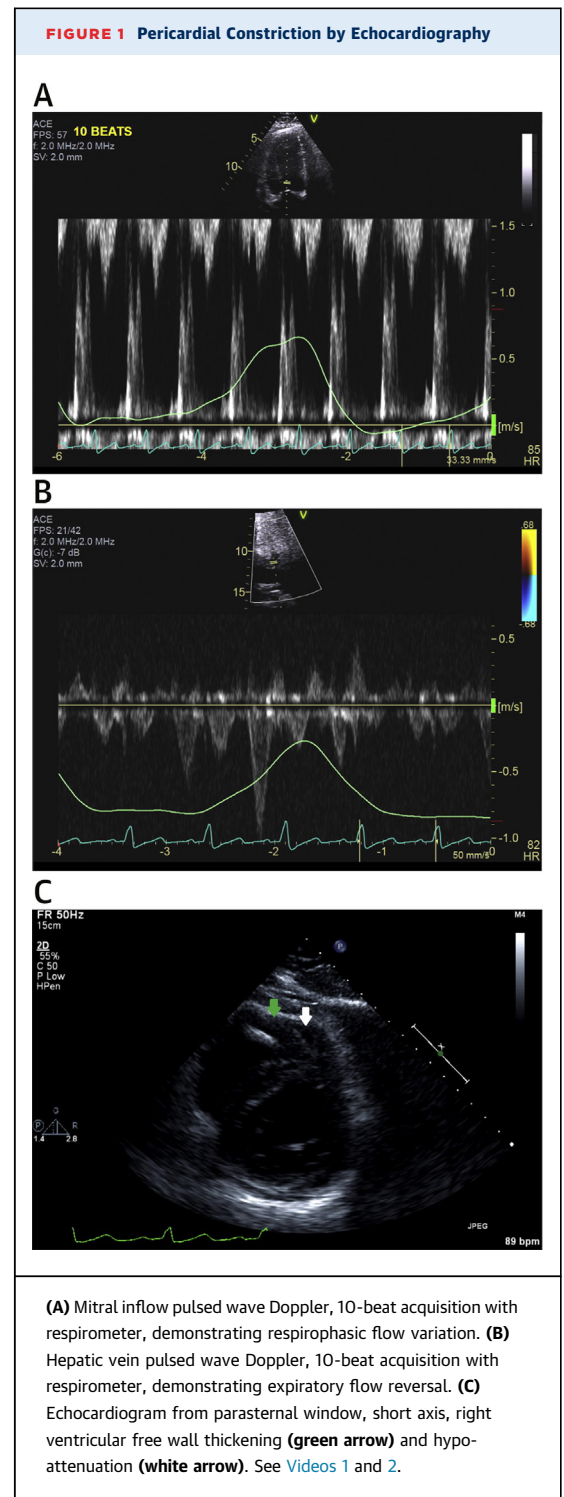 FIGURE 1 Pericardial Constriction by Echocardiography
A
ACE
FPS: 57 10 BEATS
f: 2.0 MHz/2.0 MHz
SV: 2.0 mm
V
5
10
1.5
1.0
0.5
[m/s]
-6 -4 -2 0
33.33 mm/s
85
HR
B
ACE
FPS: 21/42
f: 2.0 MHz/2.0 MHz
G(c): -7 dB
SV: 2.0 mm
V
10
15
.68
-.68
0.5
[m/s]
-0.5
-1.0
-4 -3 -2 -1 0
50 mm/s
82
HR
C
FR 50Hz
15cm
2D
55%
C 50
P Low
HPen
P
M4
x
G
P R
1.4 2.8
JPEG
89 bpm
(A) Mitral inflow pulsed wave Doppler, 10-beat acquisition with
respirometer, demonstrating respirophasic flow variation. (B)
Hepatic vein pulsed wave Doppler, 10-beat acquisition with
respirometer, demonstrating expiratory flow reversal. (C)
Echocardiogram from parasternal window, short axis, right
ventricular free wall thickening (green arrow) and hypo-
attenuation (white arrow). See Videos 1 and 2.